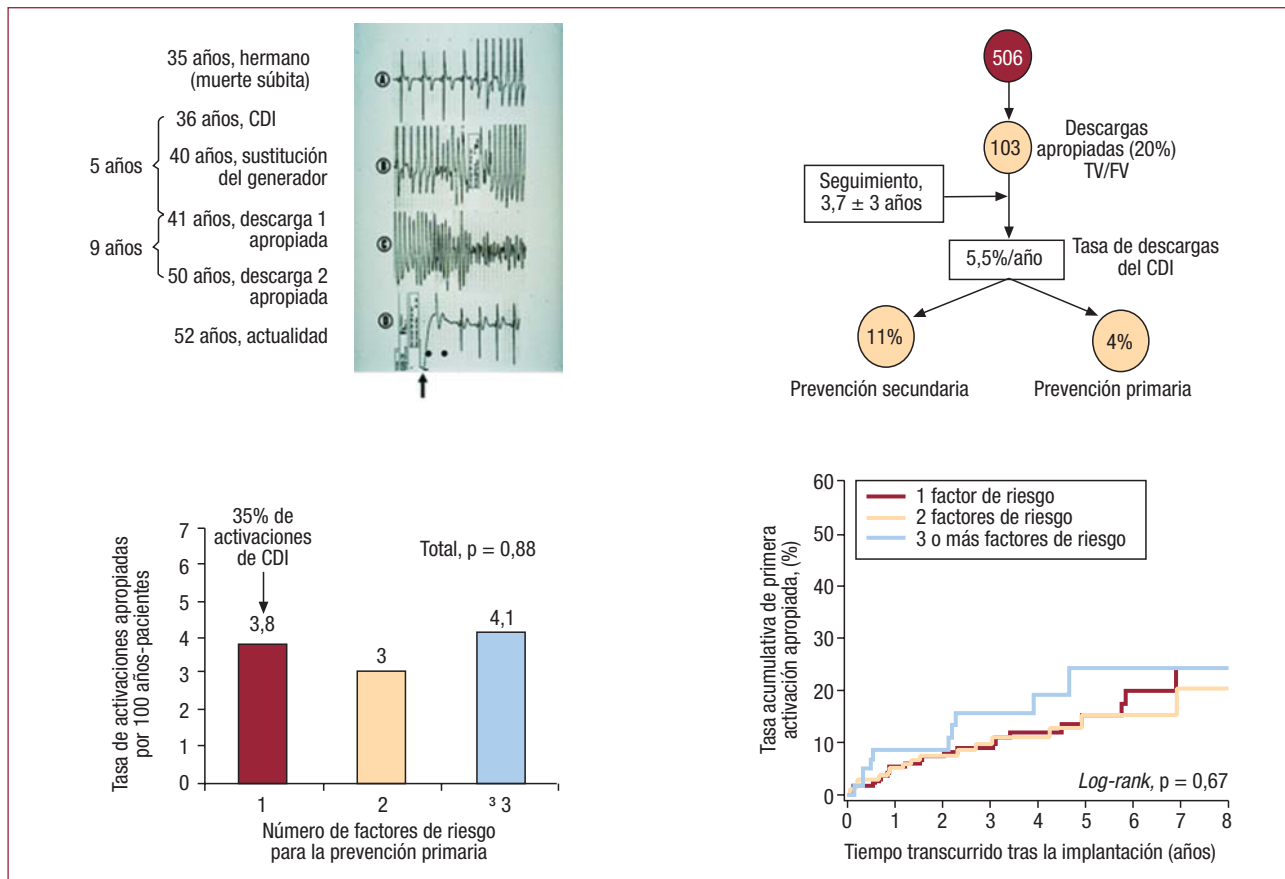 35 años, hermano
(muerte súbita)
36 años, CDI
5 años
40 años, sustitución
del generador
41 años, descarga 1
apropiada
9 años
50 años, descarga 2
apropiada
52 años, actualidad
A
B
C
D
506
103
Descargas
apropiadas (20%)
TV/FV
Seguimiento,
3,7 ± 3 años
5,5%/año
Tasa de descargas
del CDI
11%
4%
Prevención secundaria
Prevención primaria
Tasa de activaciones apropiadas
por 100 años-pacientes
7
6
5
4
3
2
1
0
35% de
activaciones
de CDI
Total, p = 0,88
3,8
3
4,1
1
2
³ 3
Número de factores de riesgo
para la prevención primaria
Tasa acumulativa de primera
activación apropiada, (%)
60
50
40
30
20
10
0
1 factor de riesgo
2 factores de riesgo
3 o más factores de riesgo
Log-rank, p = 0,67
0 1 2 3 4 5 6 7 8
Tiempo transcurrido tras la implantación (años)